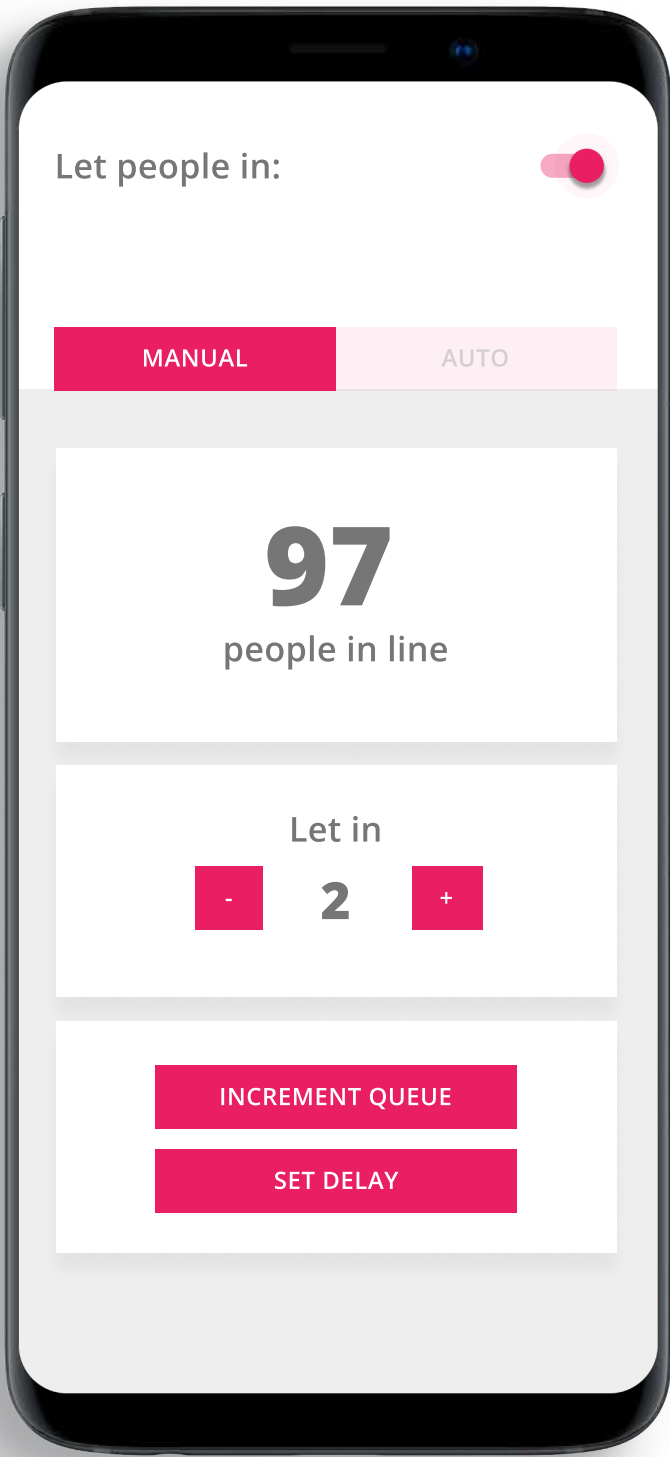 Let people in:
MANUAL AUTO
97
people in line
Let in
- 2 +
INCREMENT QUEUE
SET DELAY